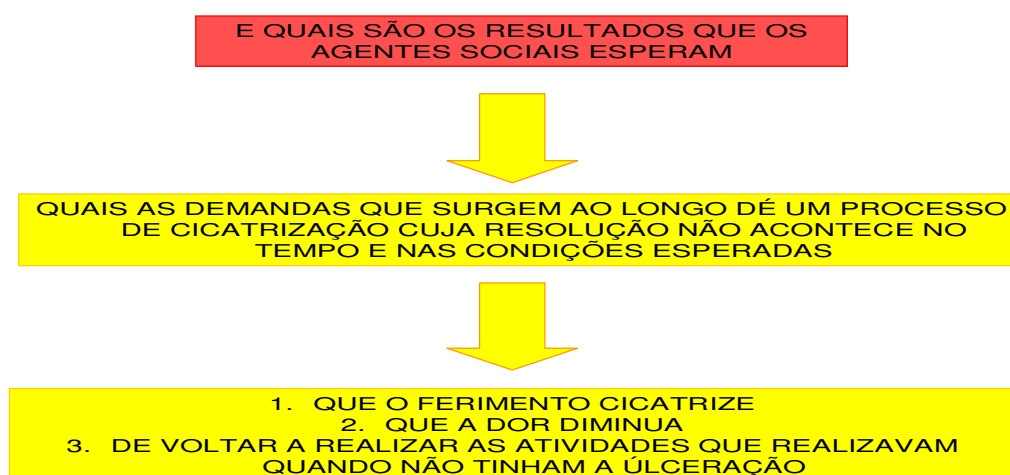 E QUAIS SÃO OS RESULTADOS QUE OS
AGENTES SOCIAIS ESPERAM
QUAIS AS DEMANDAS QUE SURGEM AO LONGO DÉ UM PROCESSO
DE CICATRIZAÇÃO CUJA RESOLUÇÃO NÃO ACONTECE NO
TEMPO E NAS CONDIÇÕES ESPERADAS
1. QUE O FERIMENTO CICATRIZE
2. QUE A DOR DIMINUA
3. DE VOLTAR A REALIZAR AS ATIVIDADES QUE REALIZAVAM
QUANDO NÃO TINHAM A ÚLCERAÇÃO